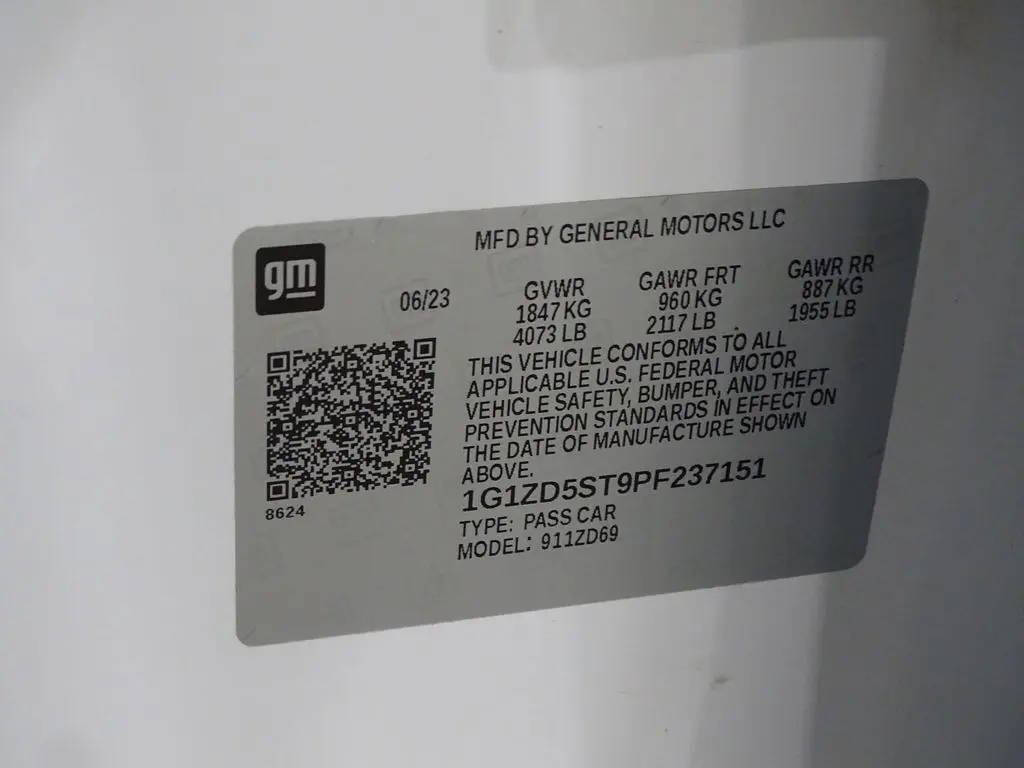 MFD BY GENERAL MOTORS LLC
gm
06/23
GVWR
1847 KG
4073 LB
GAWR FRT
960 KG
2117 LB
GAWR RR
887 KG
1955 LB
THIS VEHICLE CONFORMS TO ALL
APPLICABLE U.S. FEDERAL MOTOR
VEHICLE SAFETY, BUMPER, AND THEFT
PREVENTION STANDARDS IN EFFECT ON
THE DATE OF MANUFACTURE SHOWN
ABOVE.
1G1ZD5ST9PF237151
TYPE: PASS CAR
MODEL: 911ZD69
8624